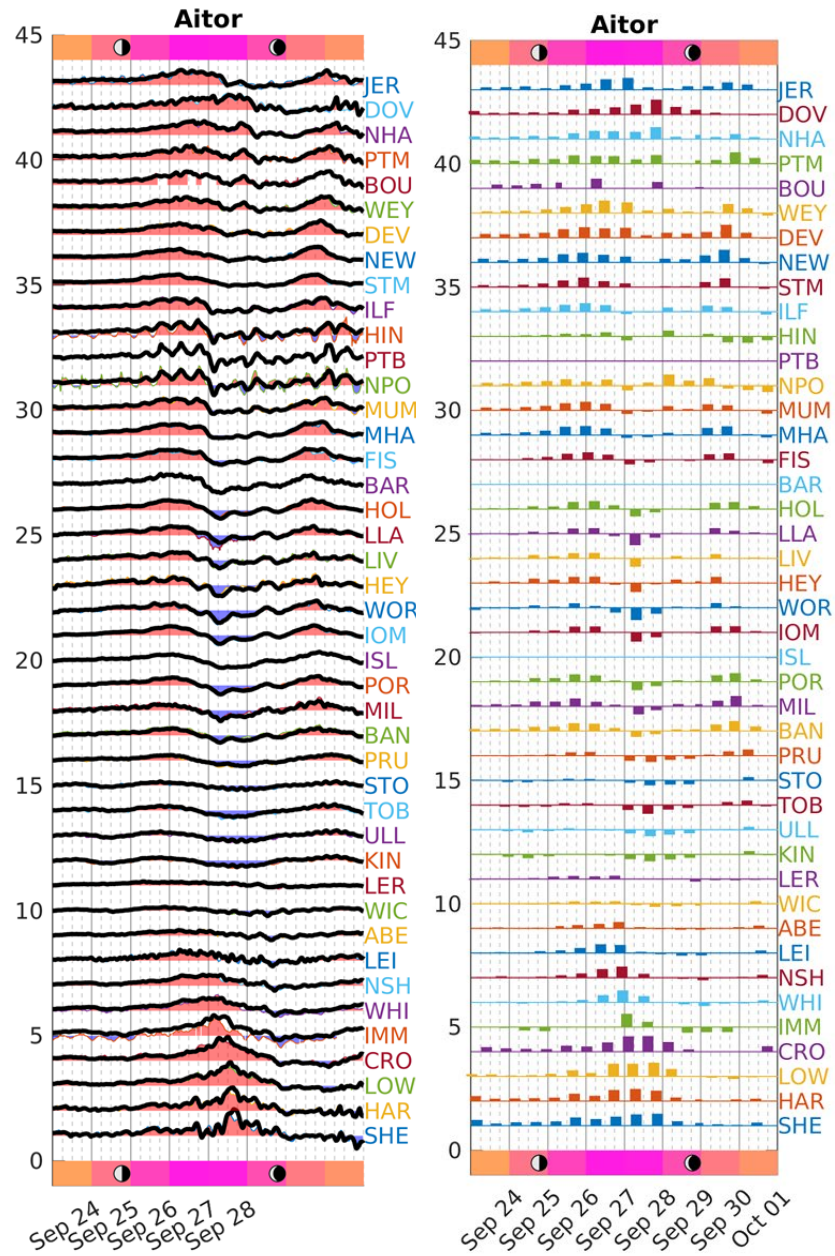 Aitor
45
JER
DOV
NHA
40
PTM
BOU
WEY
DEV
NEW
35
STM
ILF
HIN
PTB
NPO
30
MUM
MHA
FIS
BAR
HOL
25
LLA
LIV
HEY
WOR
IOM
20
ISL
POR
MIL
BAN
PRU
15
STO
TOB
ULL
KIN
LER
10
WIC
ABE
LEI
NSH
WHI
5
IMM
CRO
LOW
HAR
SHE
0
Sep 24
Sep 25
Sep 26
Sep 27
Sep 28
Aitor
45
JER
DOV
NHA
40
PTM
BOU
WEY
DEV
NEW
35
STM
ILF
HIN
PTB
NPO
30
MUM
MHA
FIS
BAR
HOL
25
LLA
LIV
HEY
WOR
IOM
20
ISL
POR
MIL
BAN
PRU
15
STO
TOB
ULL
KIN
LER
10
WIC
ABE
LEI
NSH
WHI
5
IMM
CRO
LOW
HAR
SHE
0
Sep 24
Sep 25
Sep 26
Sep 27
Sep 28
Sep 29
Sep 30
Oct 01